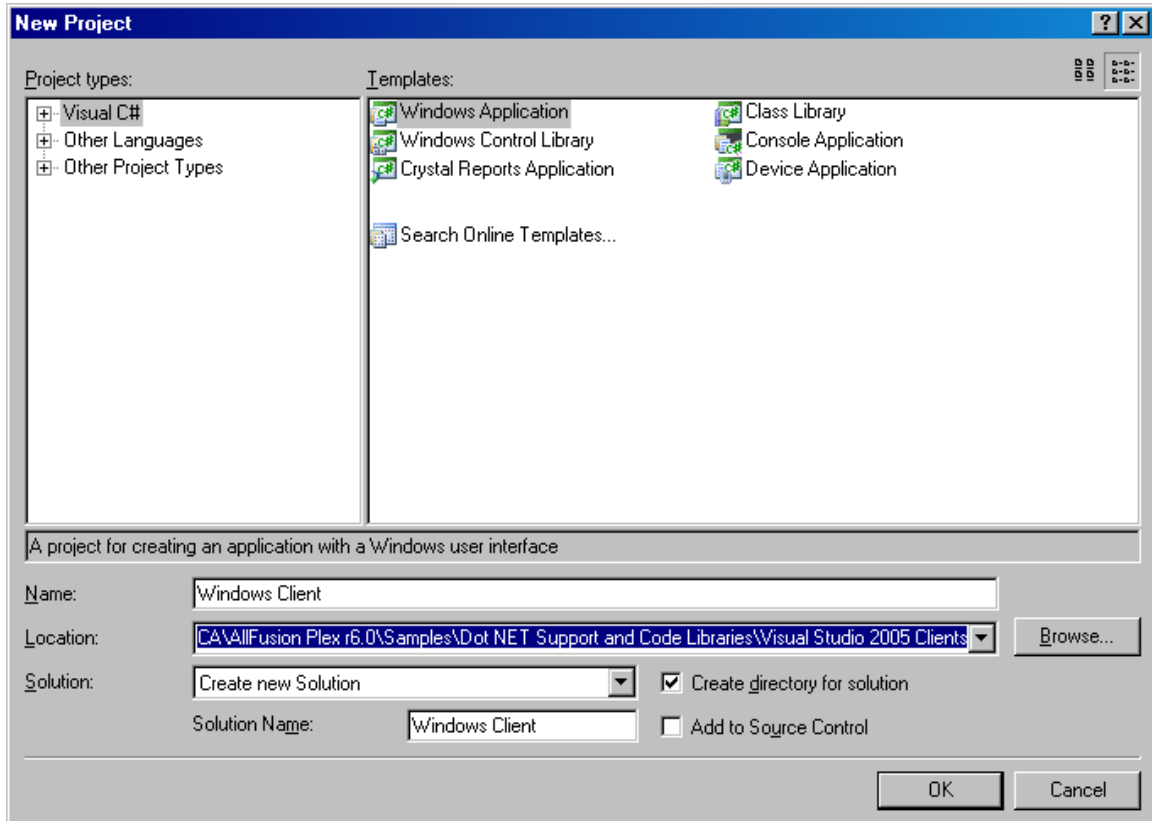 New Project
Project types:
Templates:
Visual C#
Other Languages
Other Project Types
Windows Application
Class Library
Windows Control Library
Console Application
Crystal Reports Application
Device Application
Search Online Templates...
A project for creating an application with a Windows user interface
Name:
Windows Client
Location:
CA\AllFusion Plex r6.0\Samples\Dot NET Support and Code Libraries\Visual Studio 2005 Clients
Browse...
Solution:
Create new Solution
Create directory for solution
Solution Name:
Windows Client
Add to Source Control
OK
Cancel